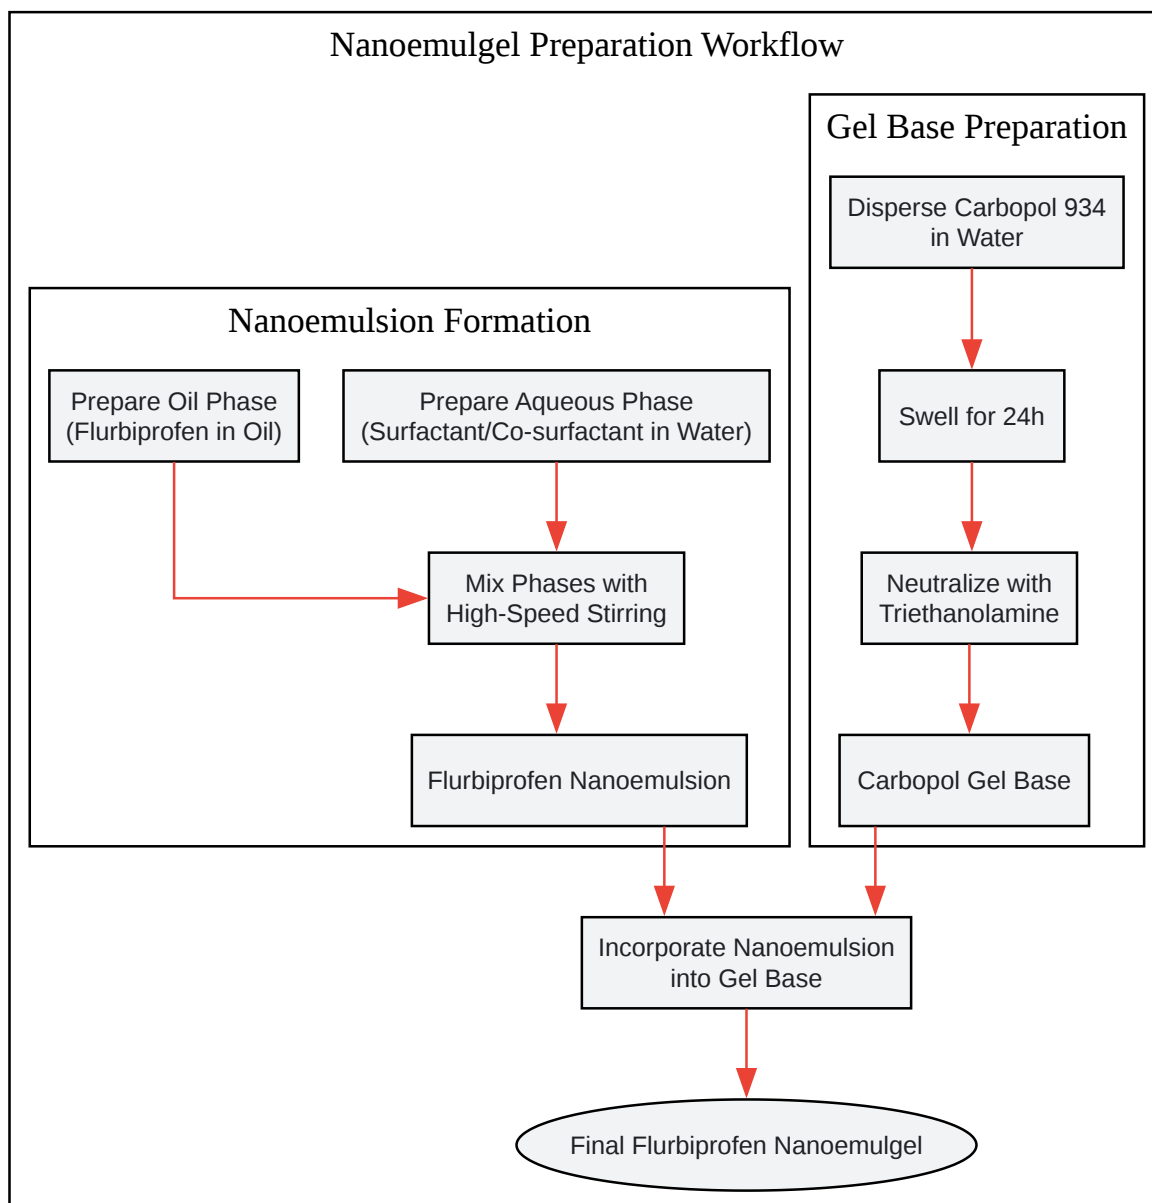 Nanoemulgel Preparation Workflow
Gel Base Preparation
Disperse Carbopol 934
in Water
Nanoemulsion Formation
Prepare Oil Phase
(Flurbiprofen in Oil)
Prepare Aqueous Phase
(Surfactant/Co-surfactant in Water)
Swell for 24h
Mix Phases with
High-Speed Stirring
Neutralize with
Triethanolamine
Flurbiprofen Nanoemulsion
Carbopol Gel Base
Incorporate Nanoemulsion
into Gel Base
Final Flurbiprofen Nanoemulgel